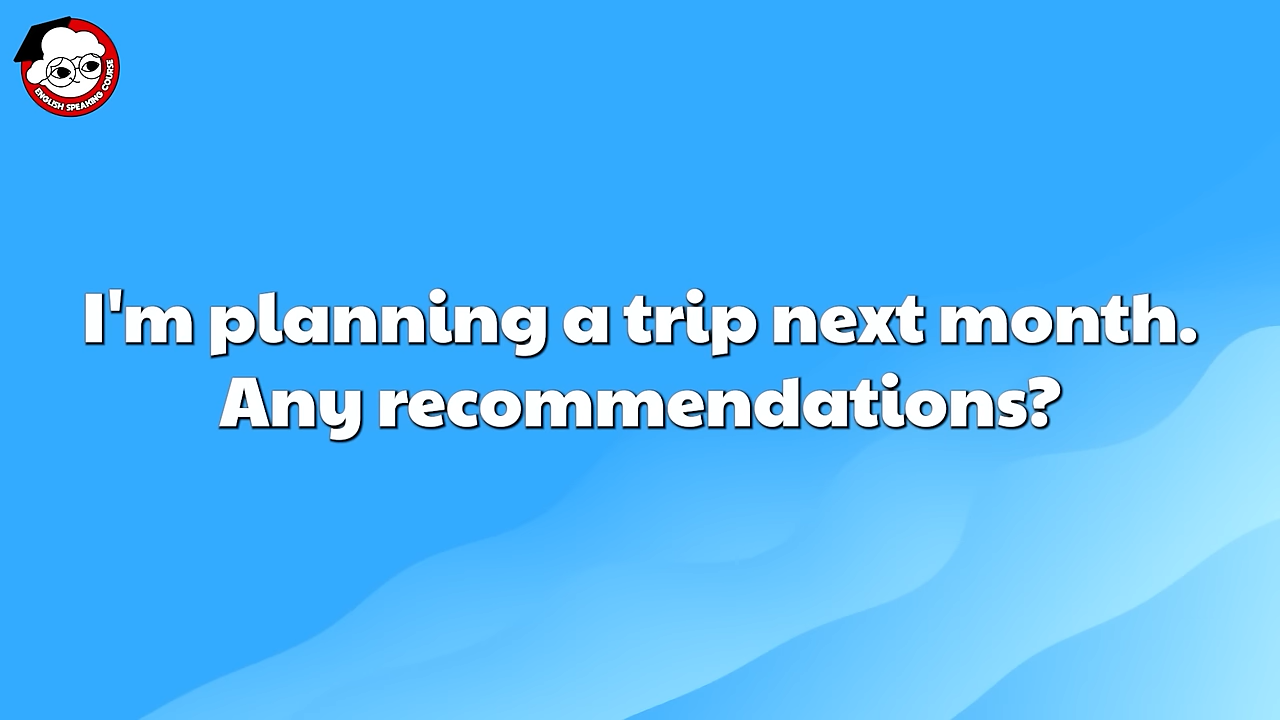 ENGLISH SPEAKING COURSE
I'm planning a trip next month.
Any recommendations?